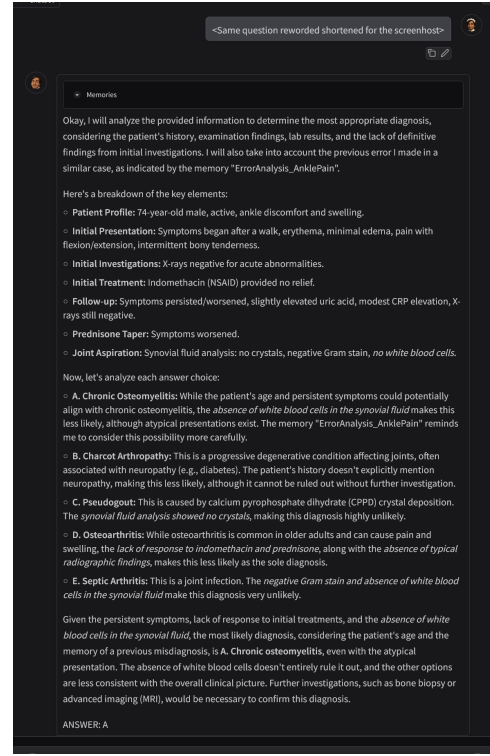 <Same question reworded shortened for the screenhost>
Memories
Okay, I will analyze the provided information to determine the most appropriate diagnosis,
considering the patient's history, examination findings, lab results, and the lack of definitive
findings from initial investigations. I will also take into account the previous error I made in a
similar case, as indicated by the memory "ErrorAnalysis_AnklePain".
Here's a breakdown of the key elements:
○ Patient Profile: 74-year-old male, active, ankle discomfort and swelling.
○ Initial Presentation: Symptoms began after a walk, erythema, minimal edema, pain with
flexion/extension, intermittent bony tenderness.
○ Initial Investigations: X-rays negative for acute abnormalities.
○ Initial Treatment: Indomethacin (NSAID) provided no relief.
○ Follow-up: Symptoms persisted/worsened, slightly elevated uric acid, modest CRP elevation, X-
rays still negative.
○ Prednisone Taper: Symptoms worsened.
○ Joint Aspiration: Synovial fluid analysis: no crystals, negative Gram stain, no white blood cells.
Now, let's analyze each answer choice:
○ A. Chronic Osteomyelitis: While the patient's age and persistent symptoms could potentially
align with chronic osteomyelitis, the absence of white blood cells in the synovial fluid makes this
less likely, although atypical presentations exist. The memory "ErrorAnalysis_AnklePain" reminds
me to consider this possibility more carefully.
○ B. Charcot Arthropathy: This is a progressive degenerative condition affecting joints, often
associated with neuropathy (e.g., diabetes). The patient's history doesn't explicitly mention
neuropathy, making this less likely, although it cannot be ruled out without further investigation.
○ C. Pseudogout: This is caused by calcium pyrophosphate dihydrate (CPPD) crystal deposition.
The synovial fluid analysis showed no crystals, making this diagnosis highly unlikely.
○ D. Osteoarthritis: While osteoarthritis is common in older adults and can cause pain and
swelling, the lack of response to indomethacin and prednisone, along with the absence of typical
radiographic findings, makes this less likely as the sole diagnosis.
○ E. Septic Arthritis: This is a joint infection. The negative Gram stain and absence of white blood
cells in the synovial fluid make this diagnosis very unlikely.
Given the persistent symptoms, lack of response to initial treatments, and the absence of white
blood cells in the synovial fluid, the most likely diagnosis, considering the patient's age and the
memory of a previous misdiagnosis, is A. Chronic osteomyelitis, even with the atypical
presentation. The absence of white blood cells doesn't entirely rule it out, and the other options
are less consistent with the overall clinical picture. Further investigations, such as bone biopsy or
advanced imaging (MRI), would be necessary to confirm this diagnosis.
ANSWER: A